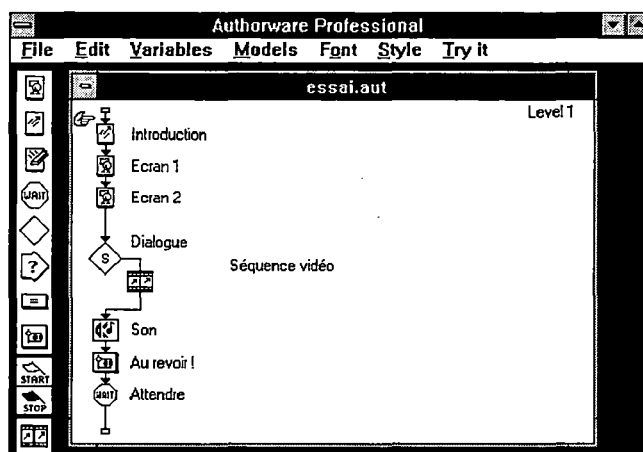 Authorware Professional
File Edit Variables Models Font Style Try it
essai.aut
Level 1
Introduction
Ecran 1
WAIT
Ecran 2
Dialogue
S
?
Séquence vidéo
=
Son
Au revoir !
START
WAIT
Attendre
STOP